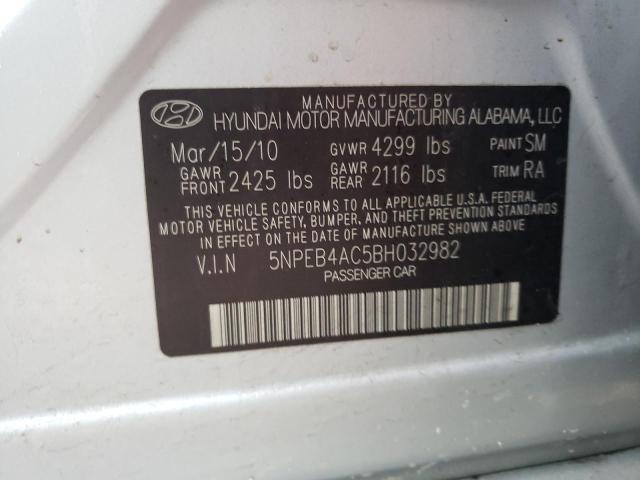 MANUFACTURED BY
HYUNDAI MOTOR MANUFACTURING ALABAMA, LLC
Mar/15/10 GVWR 4299 lbs PAINT SM
GAWR FRONT 2425 lbs GAWR REAR 2116 lbs TRIM RA
THIS VEHICLE CONFORMS TO ALL APPLICABLE U.S.A. FEDERAL
MOTOR VEHICLE SAFETY, BUMPER, AND THEFT PREVENTION
STANDARDS IN EFFECT ON THE DATE OF MANUFACTURE SHOWN ABOVE.
V.I.N 5NPEB4AC5BH032982
PASSENGER CAR